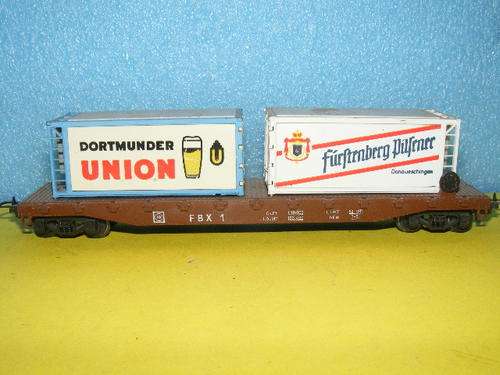 DORTMUNDER
UNION
U
Fürstenberg Pilsener
Donaueschingen
FBX 1